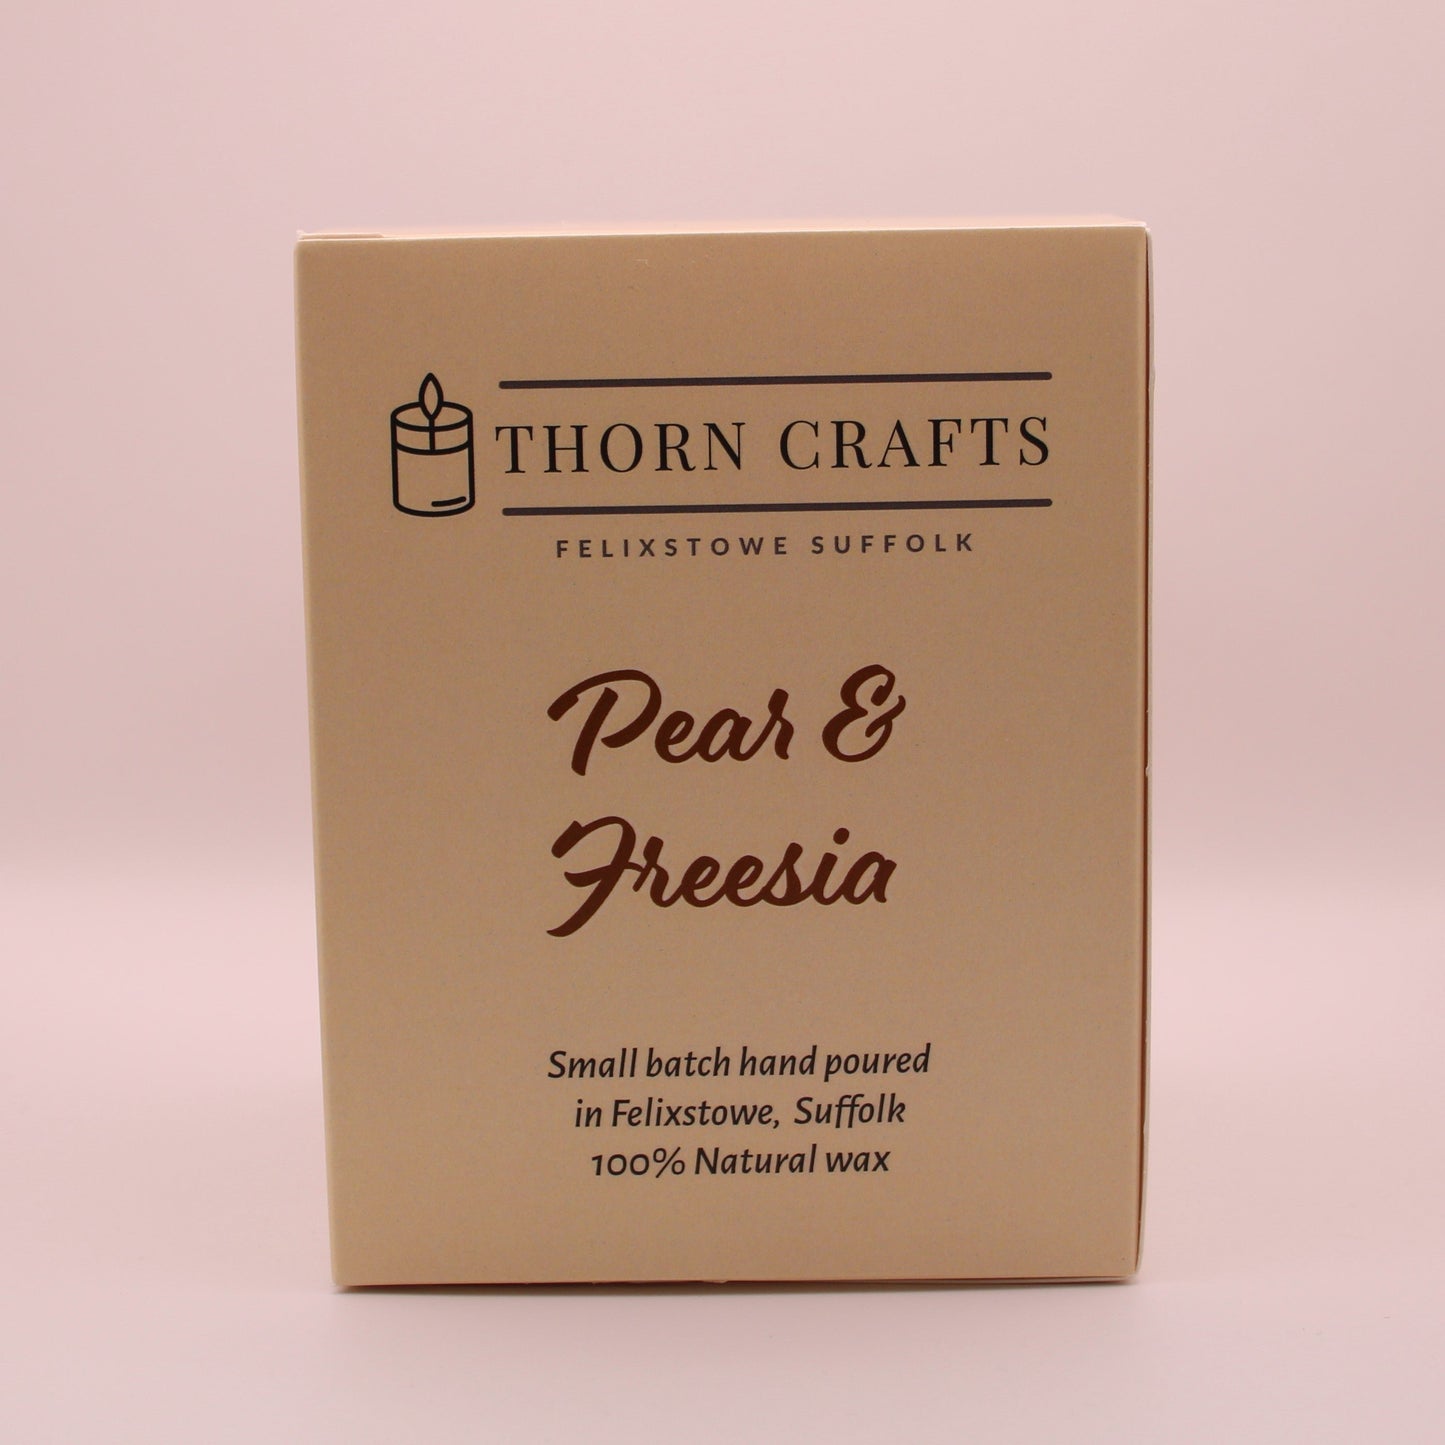 THORN CRAFTS
FELIXSTOWE SUFFOLK
Pear &
Freesia
Small batch hand poured
in Felixstowe, Suffolk
100% Natural wax